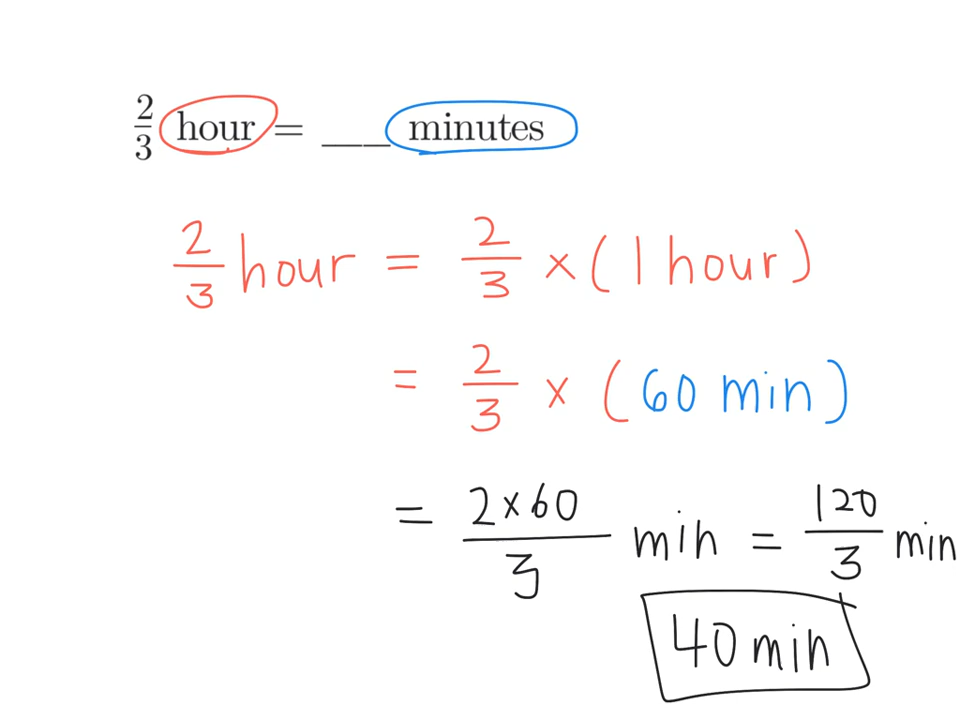 2/3 hour = ___ minutes
2/3 hour = 2/3 × (1 hour)
= 2/3 × (60 min)
= 2×60/3 min = 120/3 min
40 min